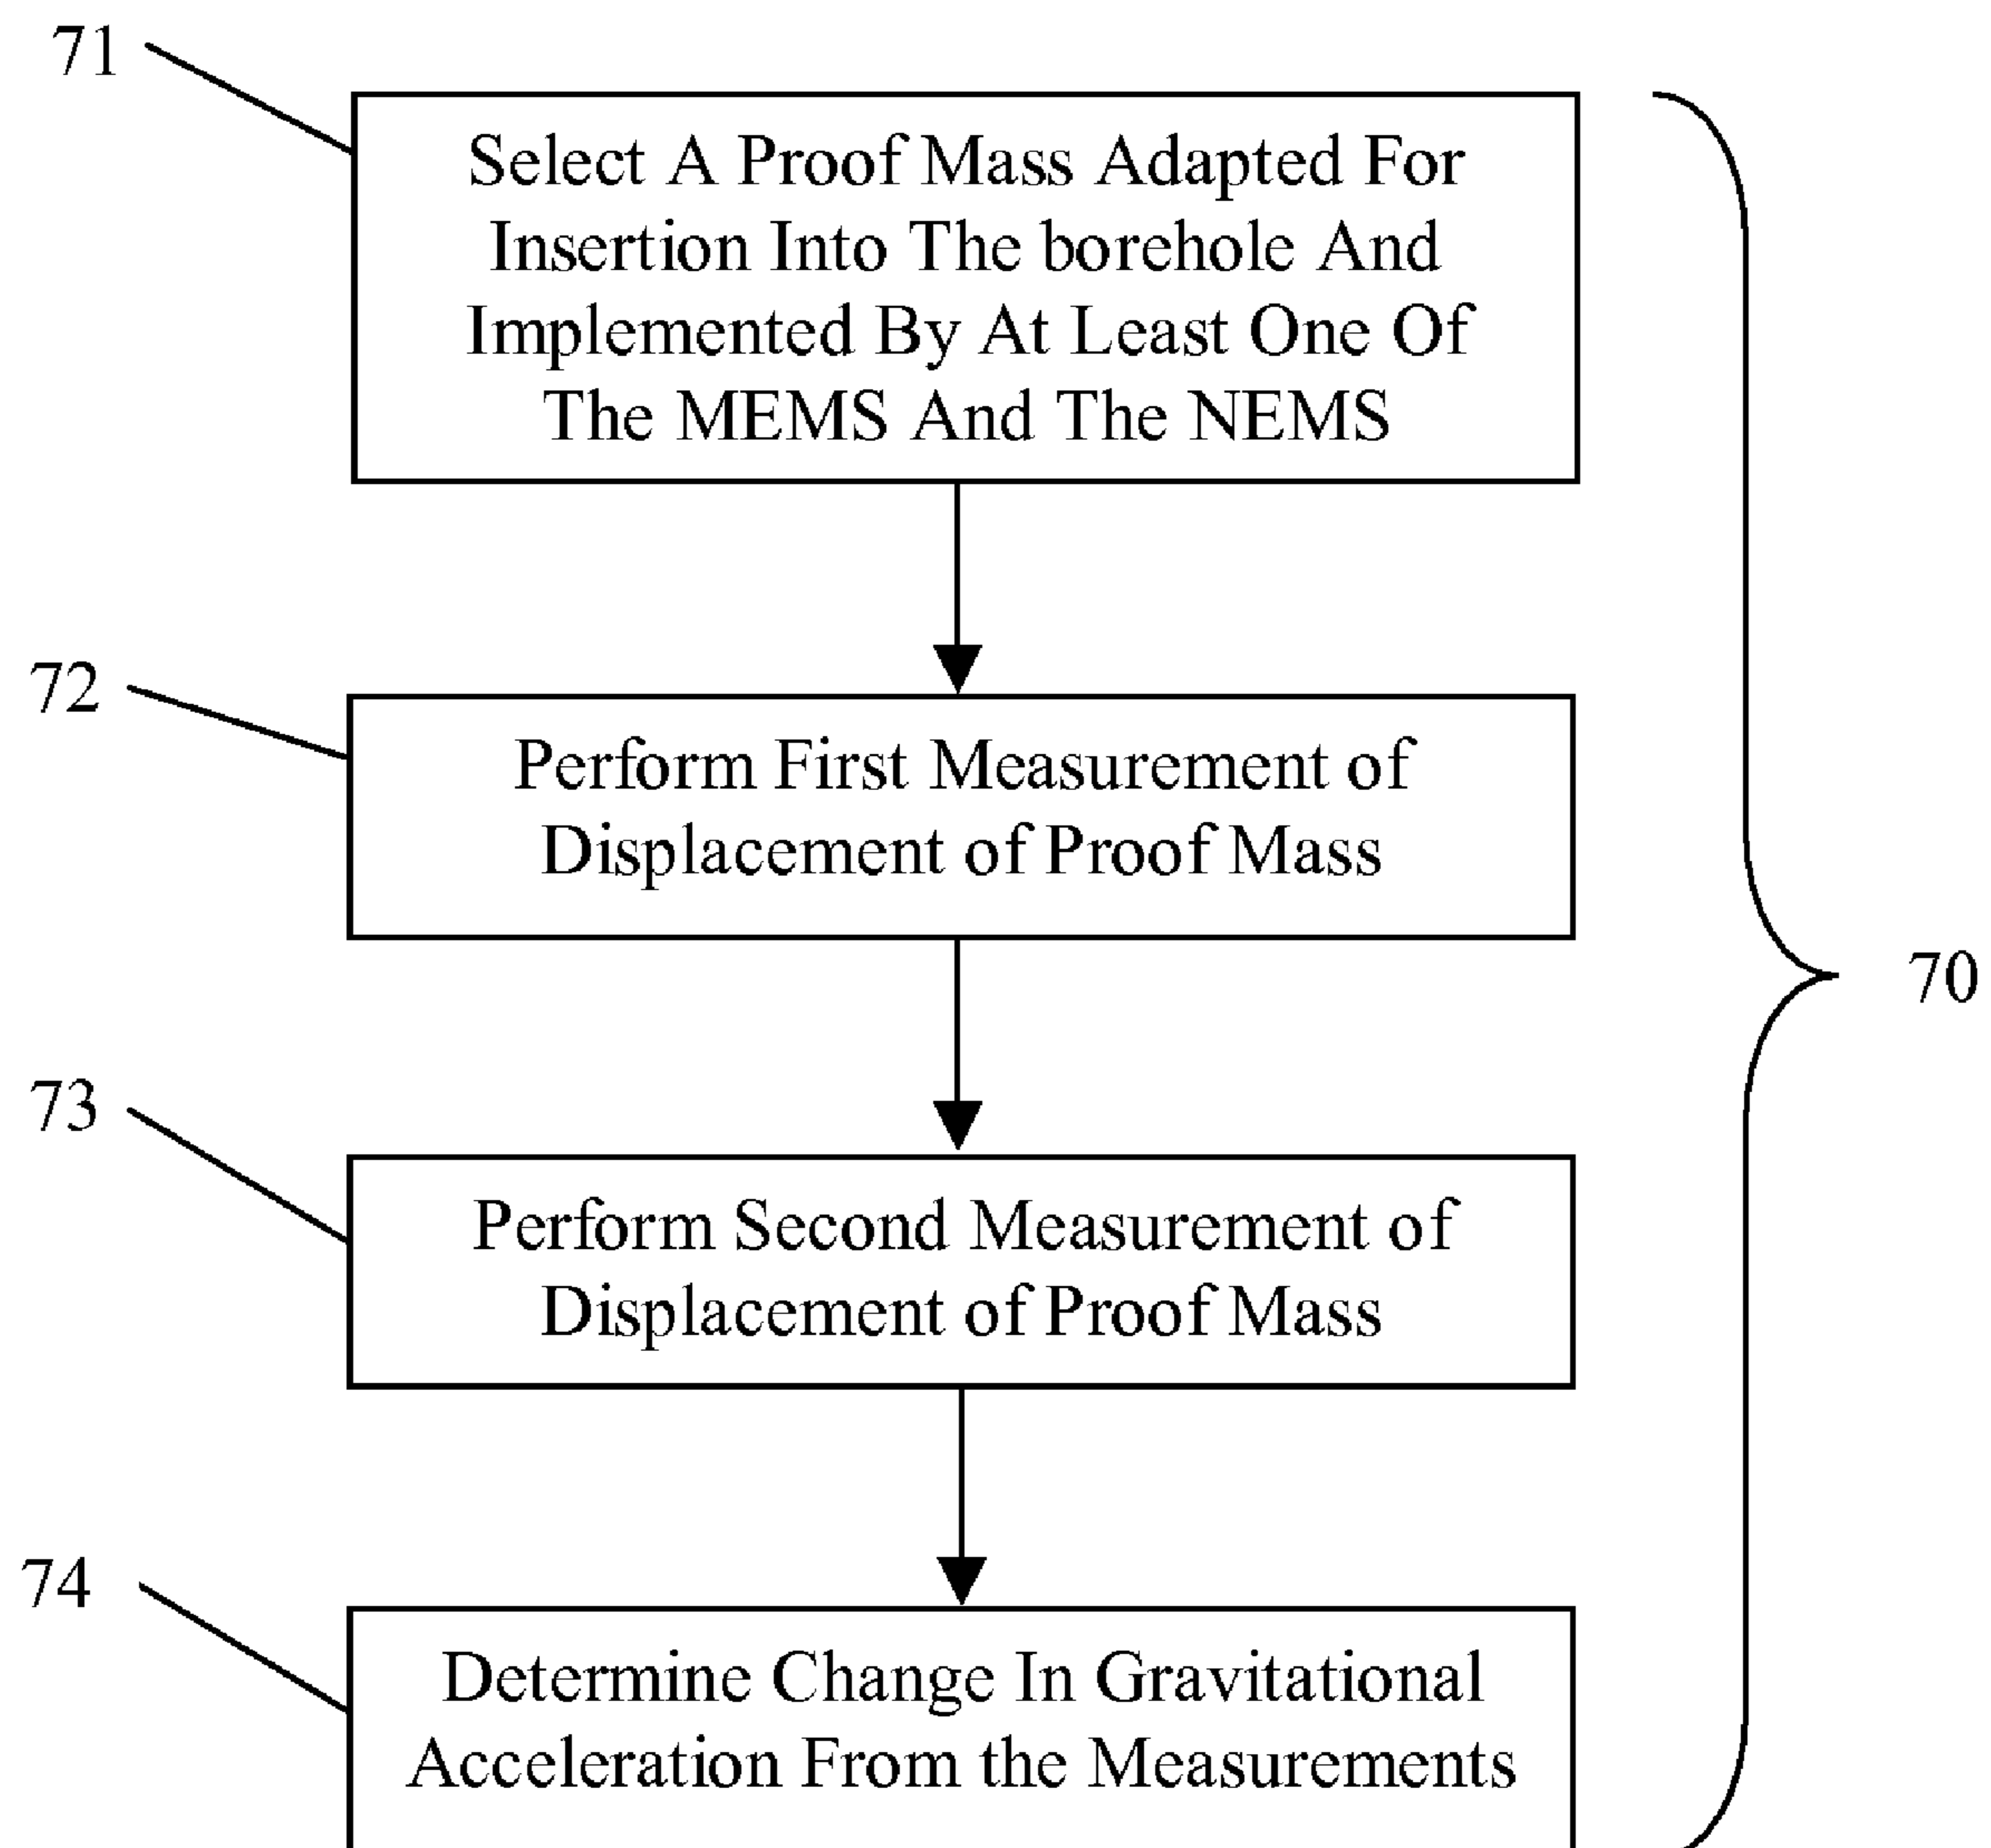 71
Select A Proof Mass Adapted For
Insertion Into The borehole And
Implemented By At Least One Of
The MEMS And The NEMS
72
Perform First Measurement of
Displacement of Proof Mass
70
73
Perform Second Measurement of
Displacement of Proof Mass
74
Determine Change In Gravitational
Acceleration From the Measurements